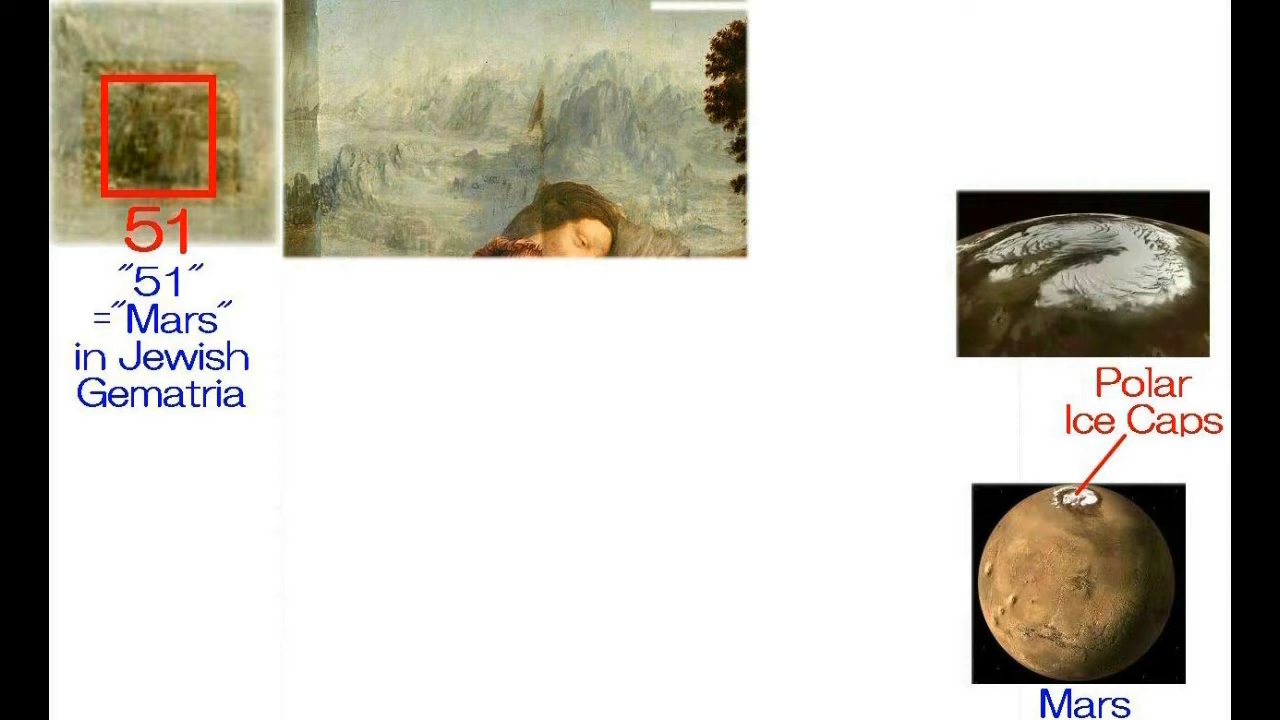 51
"51"
="Mars"
in Jewish
Gematria
Polar
Ice Caps
Mars